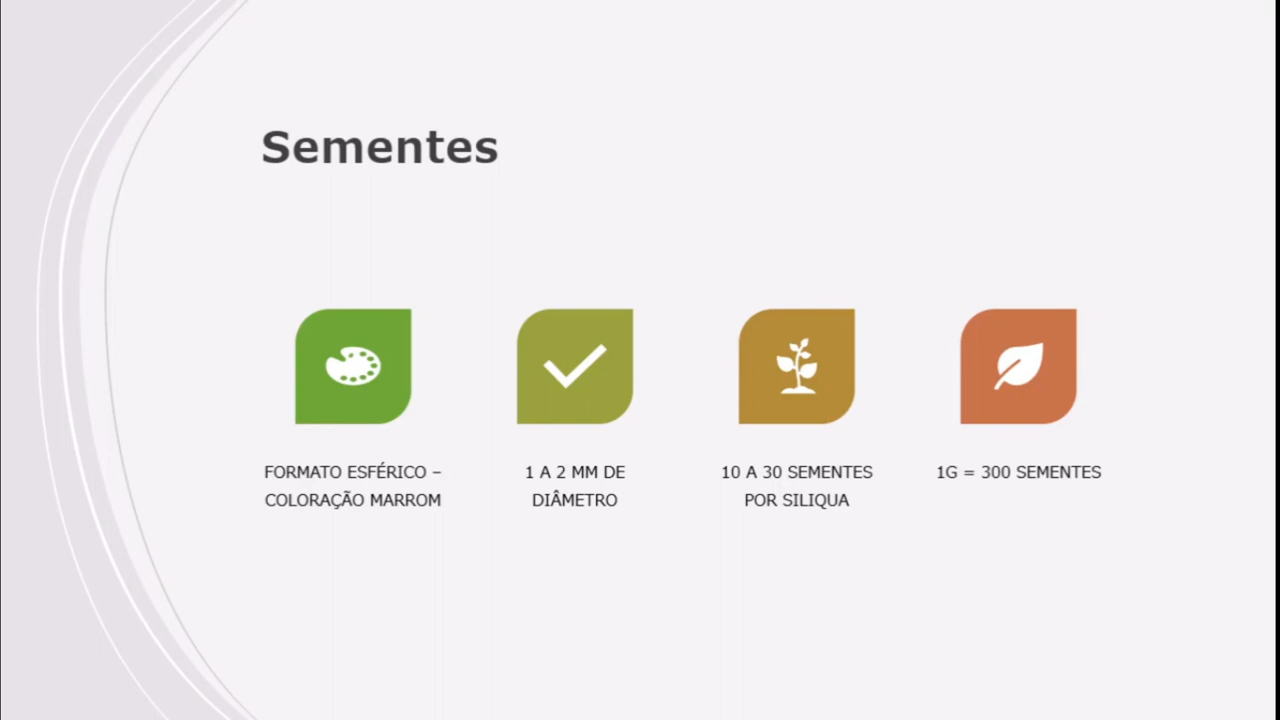 Sementes
FORMATO ESFÉRICO –
COLORAÇÃO MARROM
1 A 2 MM DE
DIÂMETRO
10 A 30 SEMENTES
POR SILIQUA
1G = 300 SEMENTES